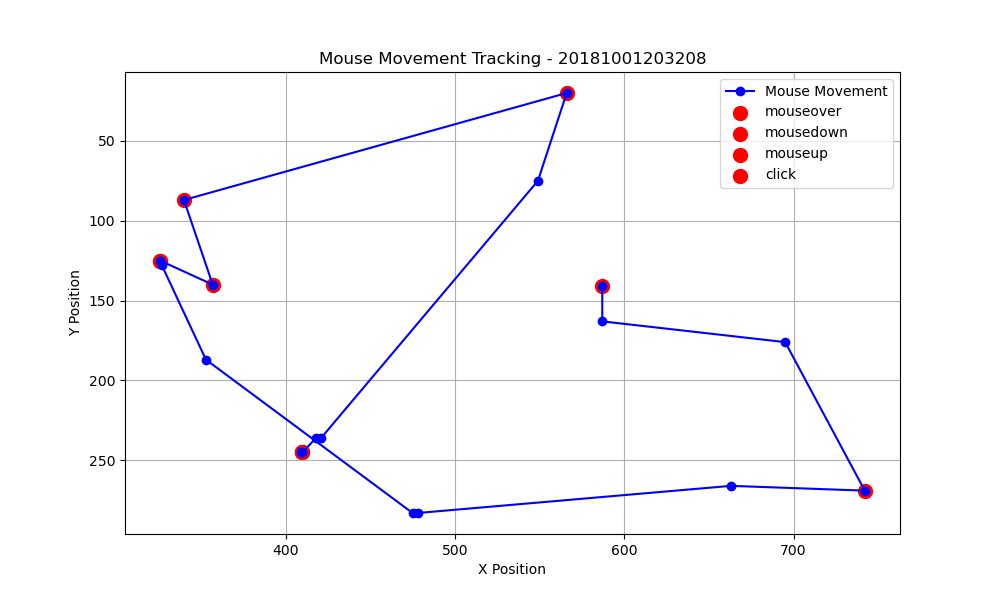 Mouse Movement Tracking - 20181001203208
Mouse Movement
mouseover
mousedown
mouseup
click
50
100
150
200
250
Y Position
400
500
600
700
X Position